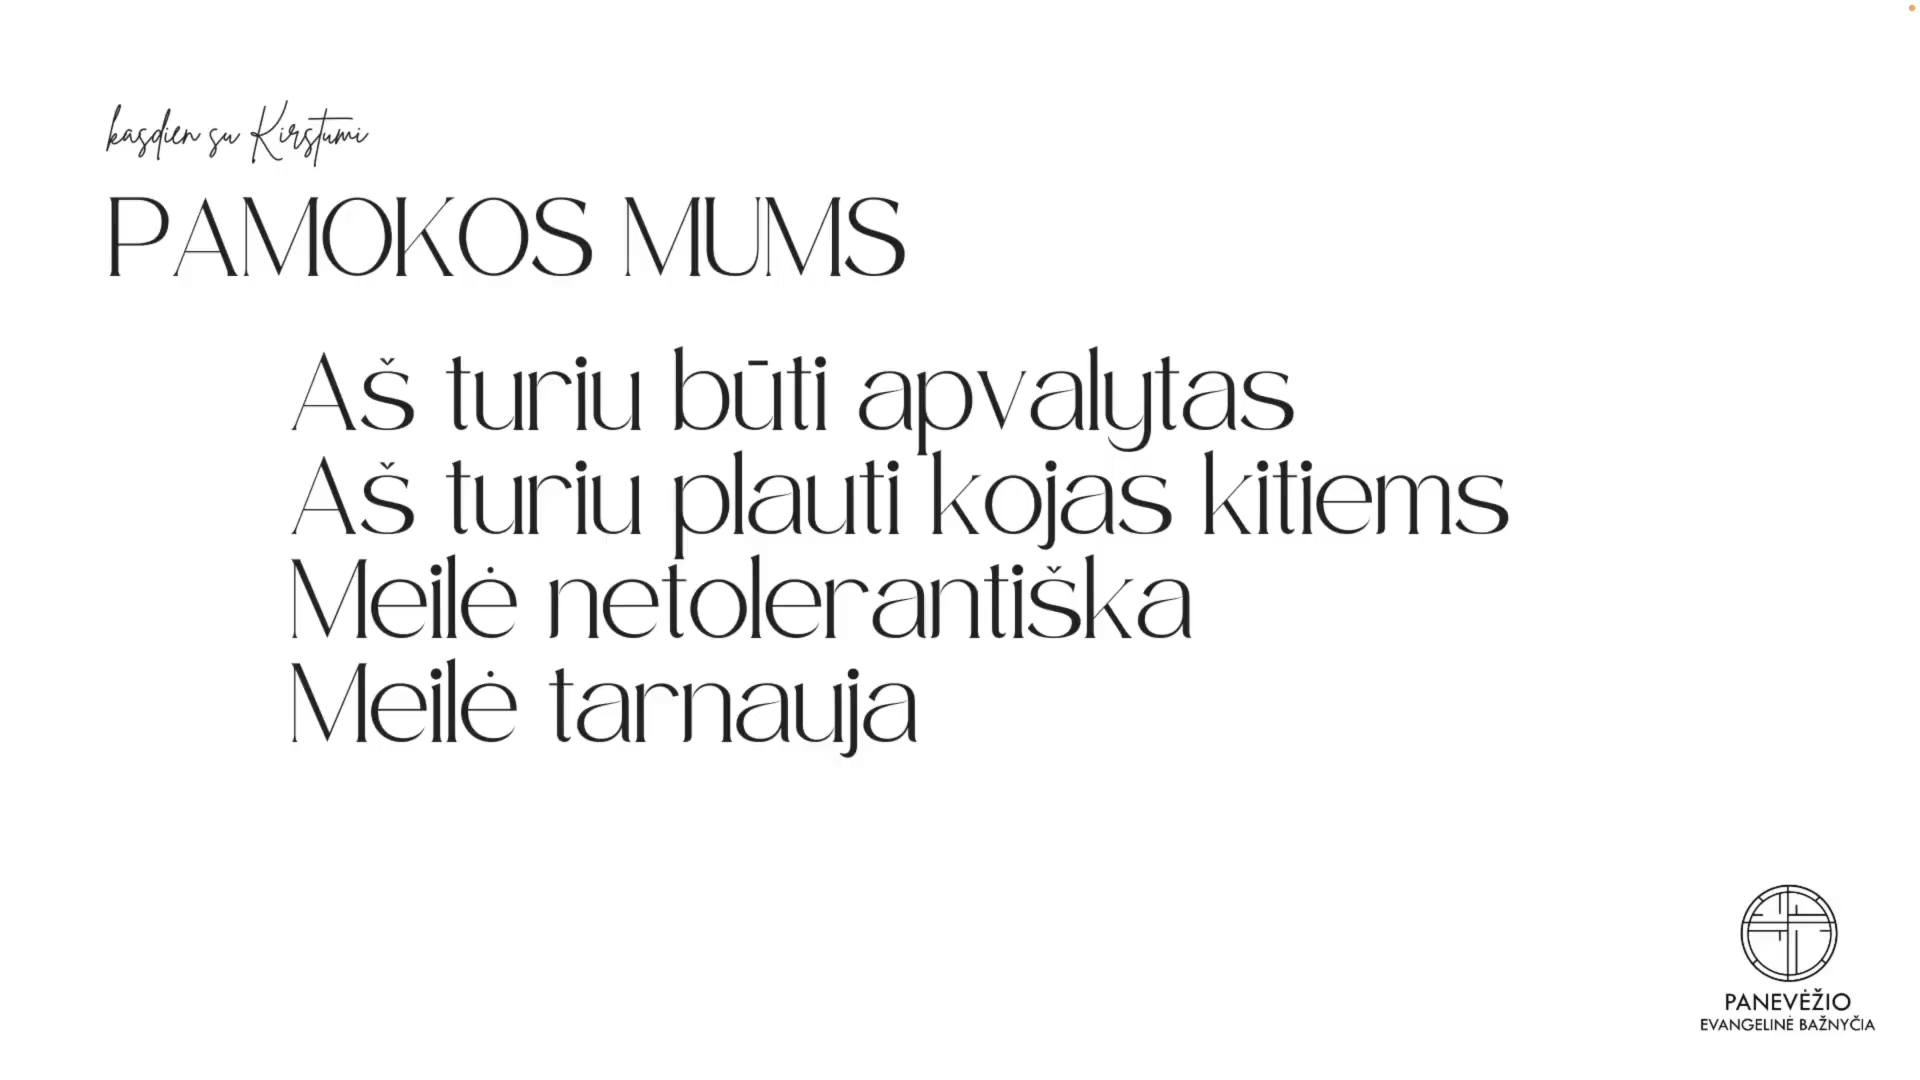 kasdien su Kirstumi
PAMOKOS MUMS
Aš turiu būti apvalytas
Aš turiu plauti kojas kitiems
Meilė netolerantiška
Meilė tarnauja
PANEVĖŽIO
EVANGELINĖ BAŽNYČIA